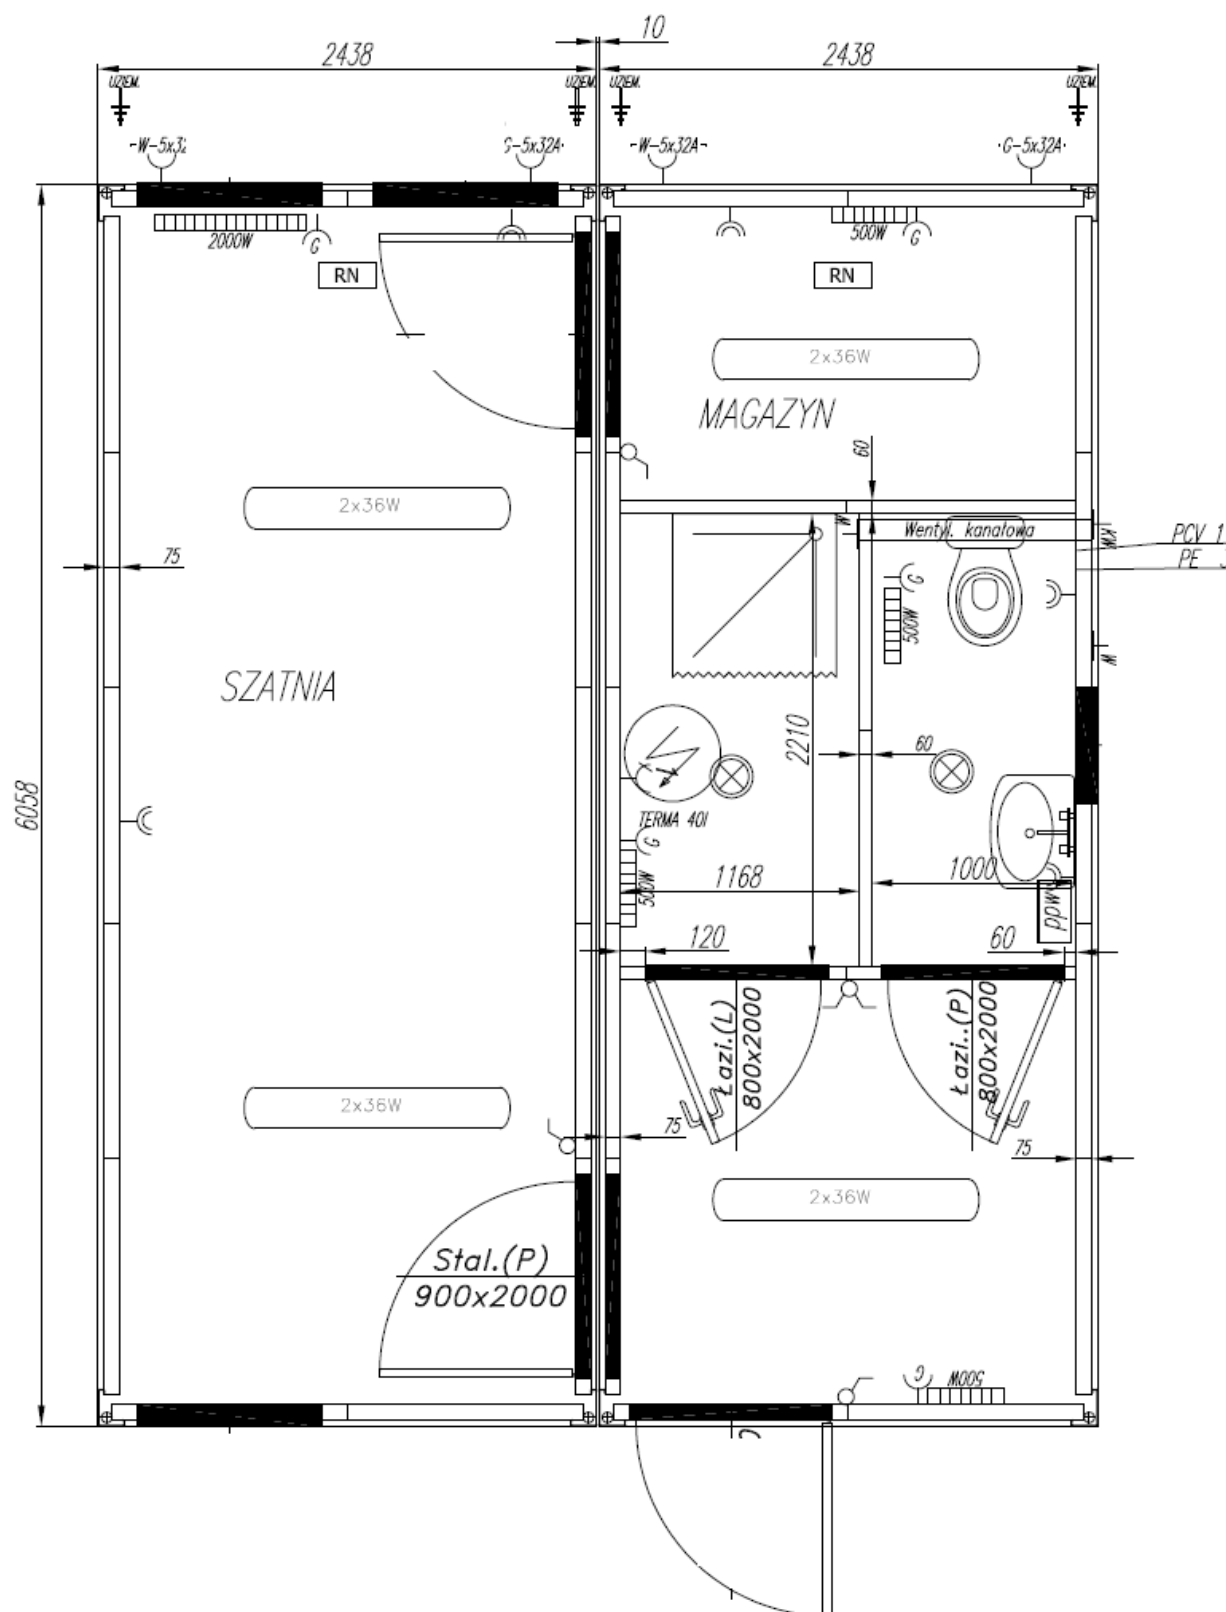 10
2438
2438
UZIEM.
UZIEM.
UZIEM.
UZIEM.
W-5x32
G-5x32A
W-5x32A
G-5x32A
2000W
G
500W
G
RN
RN
2x36W
MAGAZYN
60
2x36W
W
Wentyl. kanałowa
KW
PCV 1
PE
75
G
500W
W
SZATNIA
2210
60
6058
TERMA 40l
G
500W
1168
1000
ppw
120
60
Łazi.(L)
800x2000
Łazi..(P)
800x2000
2x36W
75
75
2x36W
Stal.(P)
900x2000
G
500W